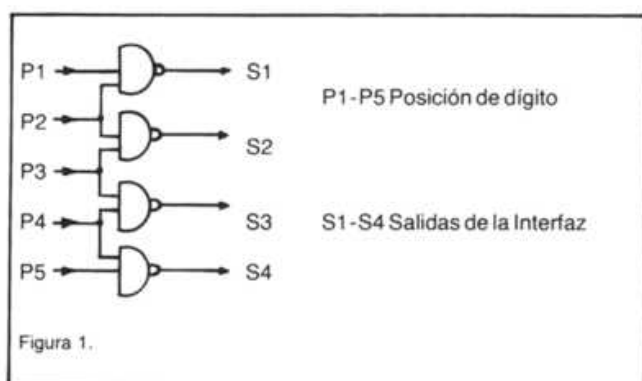 P1
S1
P1-P5 Posición de dígito
P2
S2
P3
P4
S3
S1-S4 Salidas de la Interfaz
P5
S4
Figura 1.